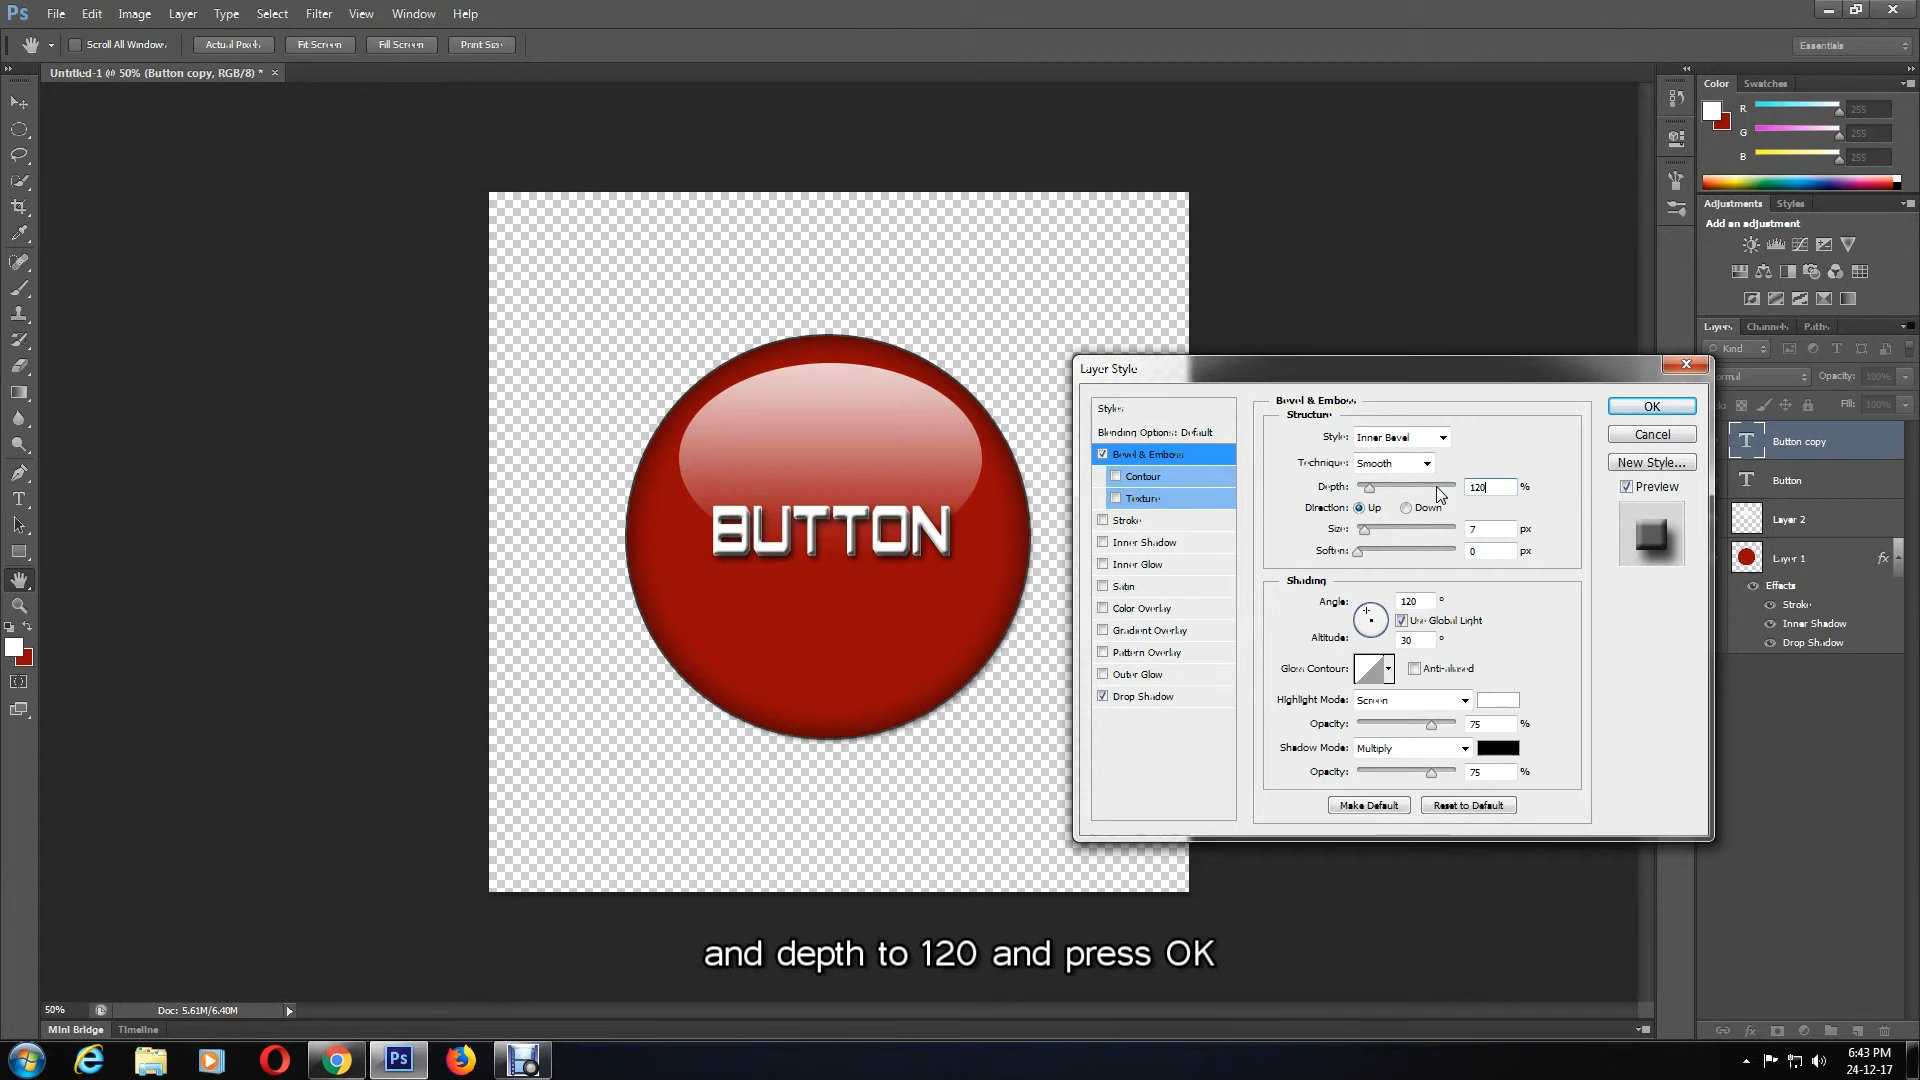 Ps File Edit Image Layer Type Select Filter View Window Help
Scroll All Windows Actual Pixels Fit Screen Fill Screen Print Size Essentials
Untitled-1 @ 50% (Button copy, RGB/8) * ×
Color Swatches
R 255
G 255
B 255
Adjustments Styles
Add an adjustment
Layers Channels Paths
Kind
Opacity: 100%
Fill: 100%
Button copy
Button
Layer 2
Layer 1 fx
Effects
Stroke
Inner Shadow
Drop Shadow
BUTTON
Layer Style
Styles
Blending Options: Default
Bevel & Emboss
Contour
Texture
Stroke
Inner Shadow
Inner Glow
Satin
Color Overlay
Gradient Overlay
Pattern Overlay
Outer Glow
Drop Shadow
Bevel & Emboss
Structure
Style: Inner Bevel
Technique: Smooth
Depth: 120 %
Direction: Up Down
Size: 7 px
Soften: 0 px
Shading
Angle: 120 °
Use Global Light
Altitude: 30 °
Gloss Contour: Anti-aliased
Highlight Mode: Screen
Opacity: 75 %
Shadow Mode: Multiply
Opacity: 75 %
Make Default Reset to Default
OK
Cancel
New Style...
Preview
and depth to 120 and press OK
50% Doc: 5.61M/6.40M
Mini Bridge Timeline
Ps
6:43 PM
24-12-17